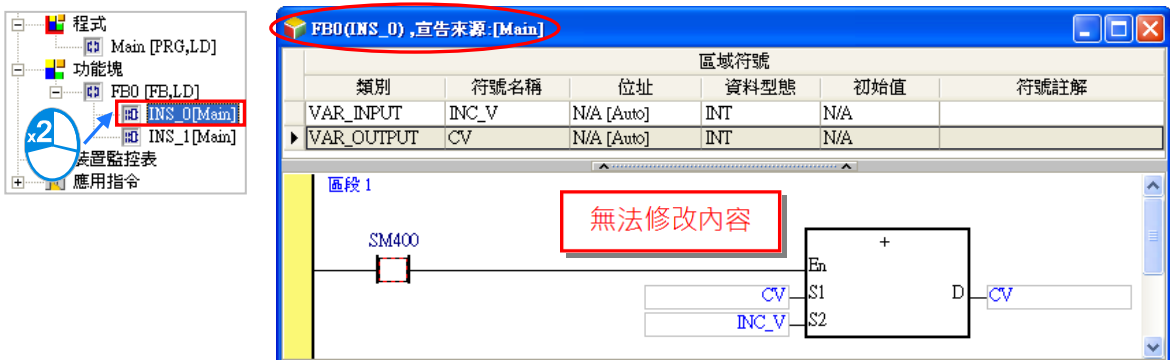 程式
Main [PRG,LD]
功能塊
FB0 [FB,LD]
INS_0[Main]
INS_1[Main]
x2
裝置監控表
應用指令
FB0(INS_0) ,宣告來源:[Main]
區域符號
類別 符號名稱 位址 資料型態 初始值 符號註解
VAR_INPUT INC_V N/A [Auto] INT N/A
VAR_OUTPUT CV N/A [Auto] INT N/A
區段 1
無法修改內容
SM400
+
En
CV S1 D CV
INC_V S2